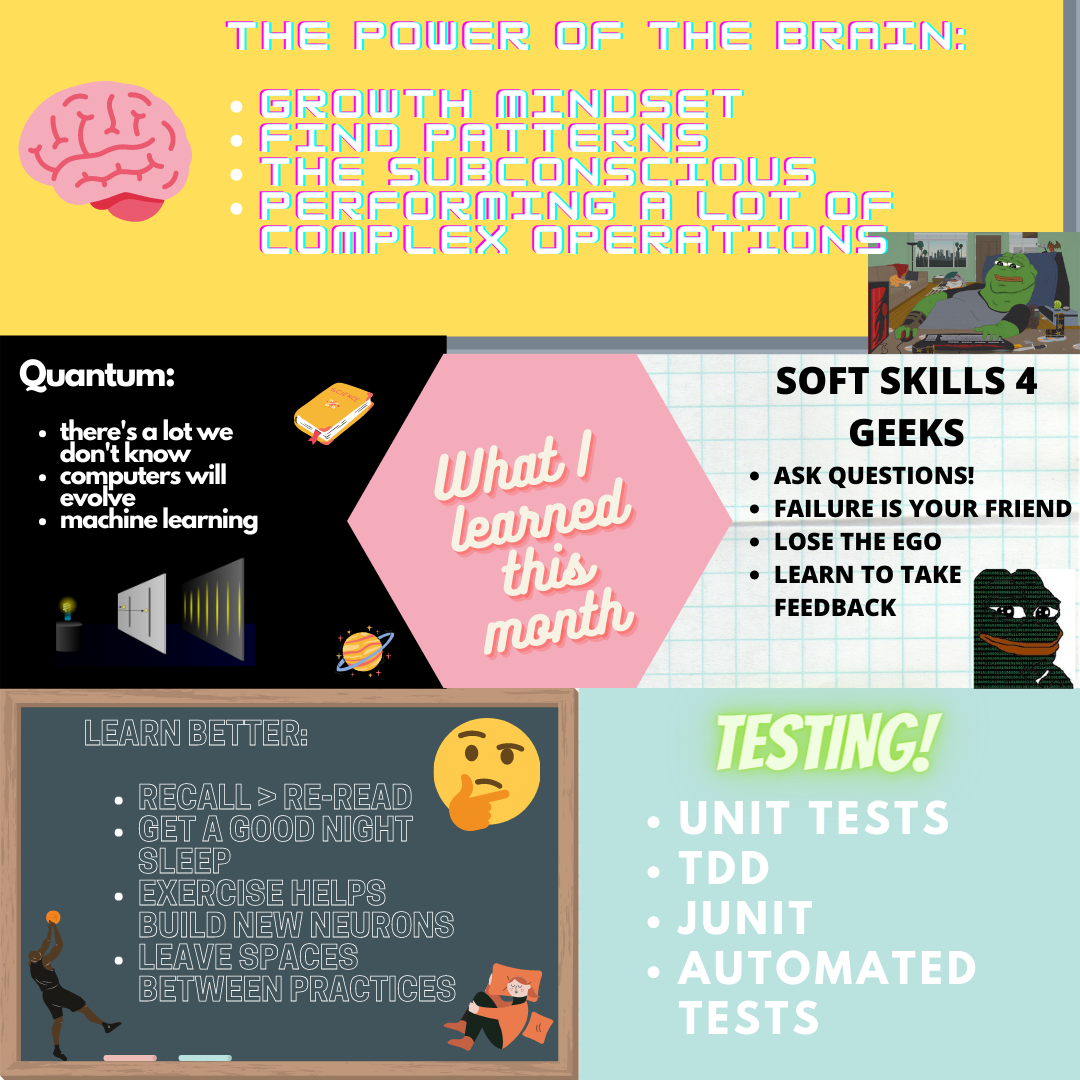 THE POWER OF THE BRAIN:
• GROWTH MINDSET
• FIND PATTERNS
• THE SUBCONSCIOUS
• PERFORMING A LOT OF
COMPLEX OPERATIONS
Quantum:
• there's a lot we
don't know
• computers will
evolve
• machine learning
SCIENCE
What I
learned
this
month
SOFT SKILLS 4
GEEKS
• ASK QUESTIONS!
• FAILURE IS YOUR FRIEND
• LOSE THE EGO
• LEARN TO TAKE
FEEDBACK
LEARN BETTER:
• RECALL > RE-READ
• GET A GOOD NIGHT
SLEEP
• EXERCISE HELPS
BUILD NEW NEURONS
• LEAVE SPACES
BETWEEN PRACTICES
TESTING!
• UNIT TESTS
• TDD
• JUNIT
• AUTOMATED
TESTS